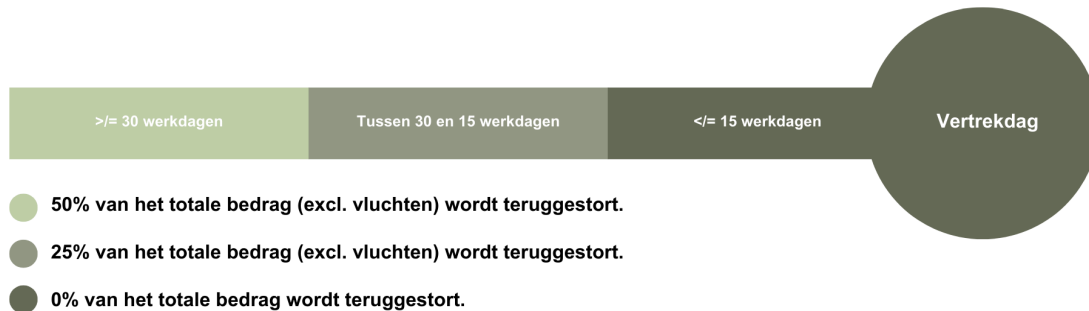 >/= 30 werkdagen
Tussen 30 en 15 werkdagen
</= 15 werkdagen
Vertrekdag
50% van het totale bedrag (excl. vluchten) wordt teruggestort.
25% van het totale bedrag (excl. vluchten) wordt teruggestort.
0% van het totale bedrag wordt teruggestort.